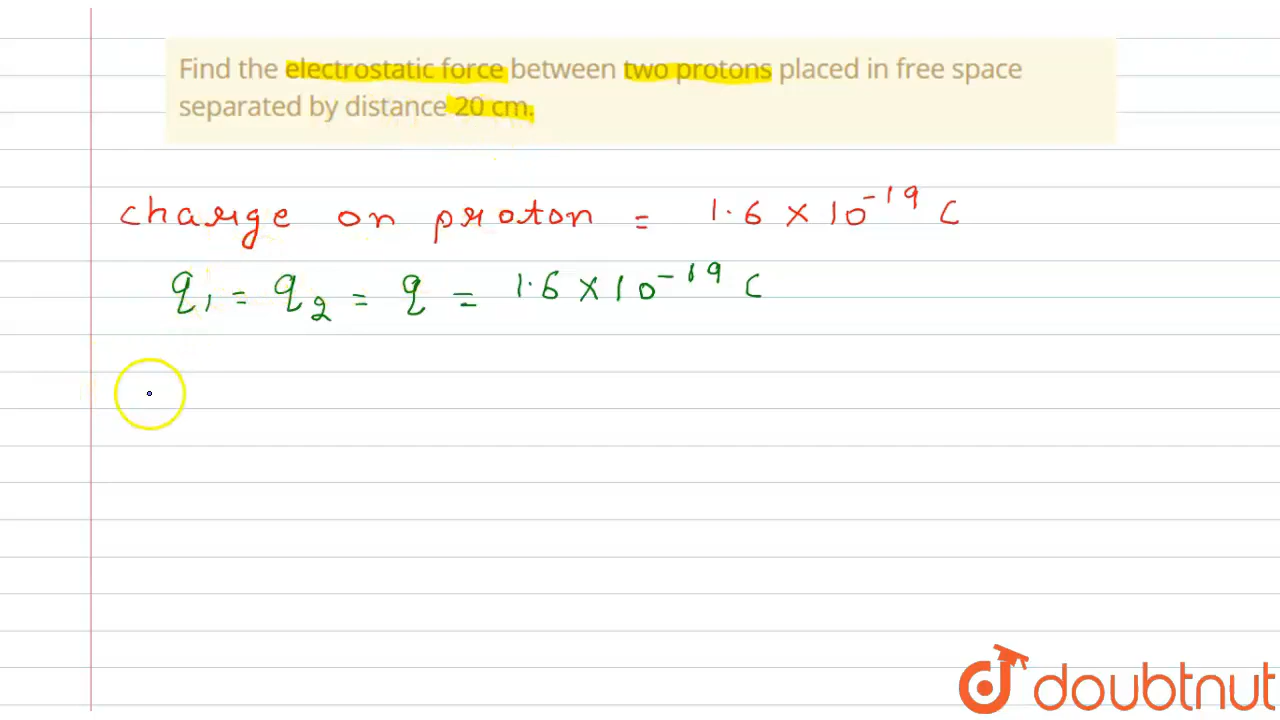 Find the electrostatic force between two protons placed in free space
separated by distance 20 cm.
charge on proton = 1.6 × 10⁻¹⁹ C
q₁ = q₂ = q = 1.6 × 10⁻¹⁹ C
doubtnut